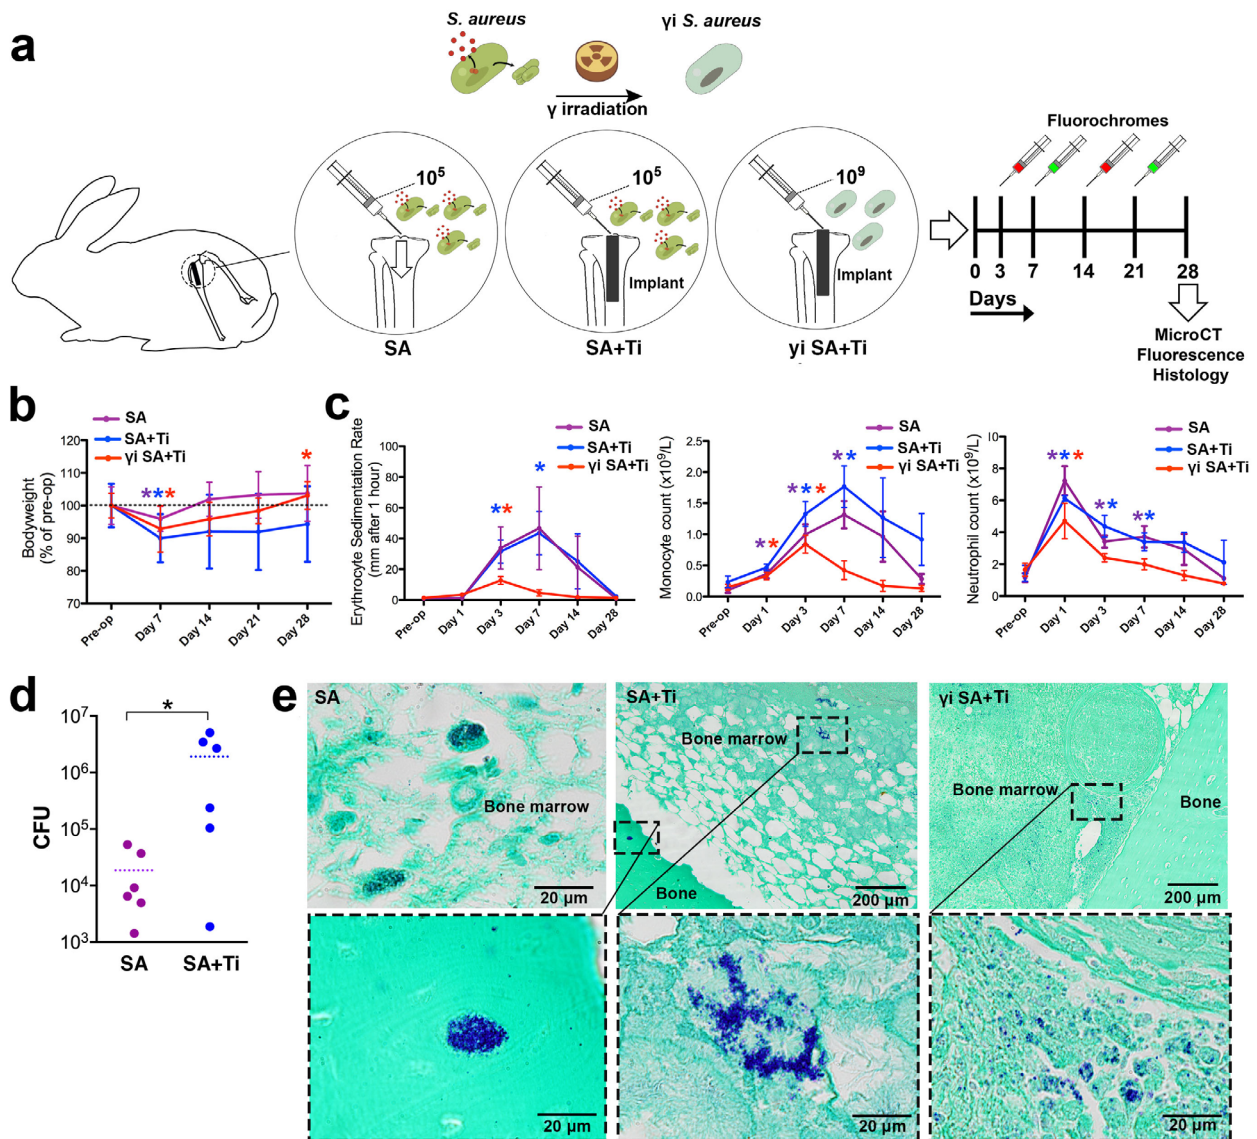 a
S. aureus
γi S. aureus
γ irradiation
10⁵
10⁵
10⁹
Implant
Implant
SA
SA+Ti
γi SA+Ti
Fluorochromes
0 3 7 14 21 28
Days
MicroCT
Fluorescence
Histology
b
SA
SA+Ti
γi SA+Ti
Bodyweight
(% of pre-op)
120
110
100
90
80
70
* * *
*
Pre-op Day 7 Day 14 Day 21 Day 28
c
SA
SA+Ti
γi SA+Ti
Erythrocyte Sedimentation Rate
(mm after 1 hour)
100
80
60
40
20
0
* *
*
Pre-op Day 1 Day 3 Day 7 Day 14 Day 28
SA
SA+Ti
γi SA+Ti
Monocyte count (x10⁹/L)
2.5
2.0
1.5
1.0
0.5
0.0
* *
* * *
* *
Pre-op Day 1 Day 3 Day 7 Day 14 Day 28
SA
SA+Ti
γi SA+Ti
Neutrophil count (x10⁹/L)
10
8
6
4
2
0
* * *
* *
* *
Pre-op Day 1 Day 3 Day 7 Day 14 Day 28
d
*
CFU
10⁷
10⁶
10⁵
10⁴
10³
SA SA+Ti
e
SA
Bone marrow
20 µm
SA+Ti
Bone marrow
Bone
200 µm
γi SA+Ti
Bone marrow
Bone
200 µm
20 µm
20 µm
20 µm